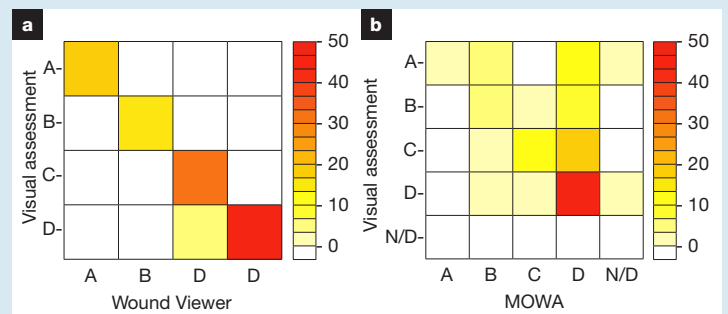 a
Visual assessment
A-
B-
C-
D-
A B D D
Wound Viewer
50
40
30
20
10
0
b
Visual assessment
A-
B-
C-
D-
N/D-
A B C D N/D
MOWA
50
40
30
20
10
0